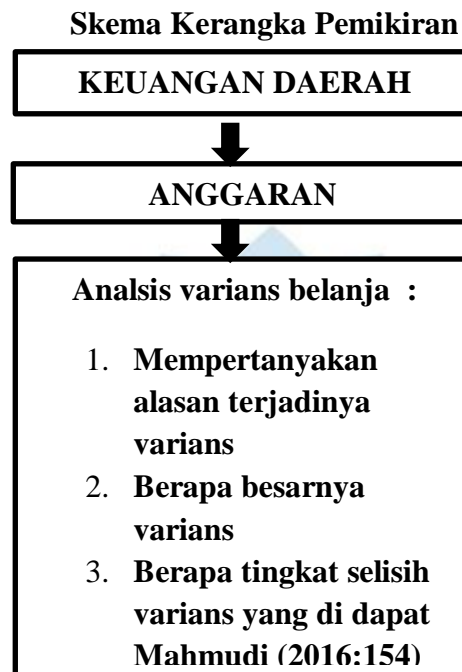 Skema Kerangka Pemikiran
KEUANGAN DAERAH
ANGGARAN
Analsis varians belanja :
1. Mempertanyakan
alasan terjadinya
varians
2. Berapa besarnya
varians
3. Berapa tingkat selisih
varians yang di dapat
Mahmudi (2016:154)